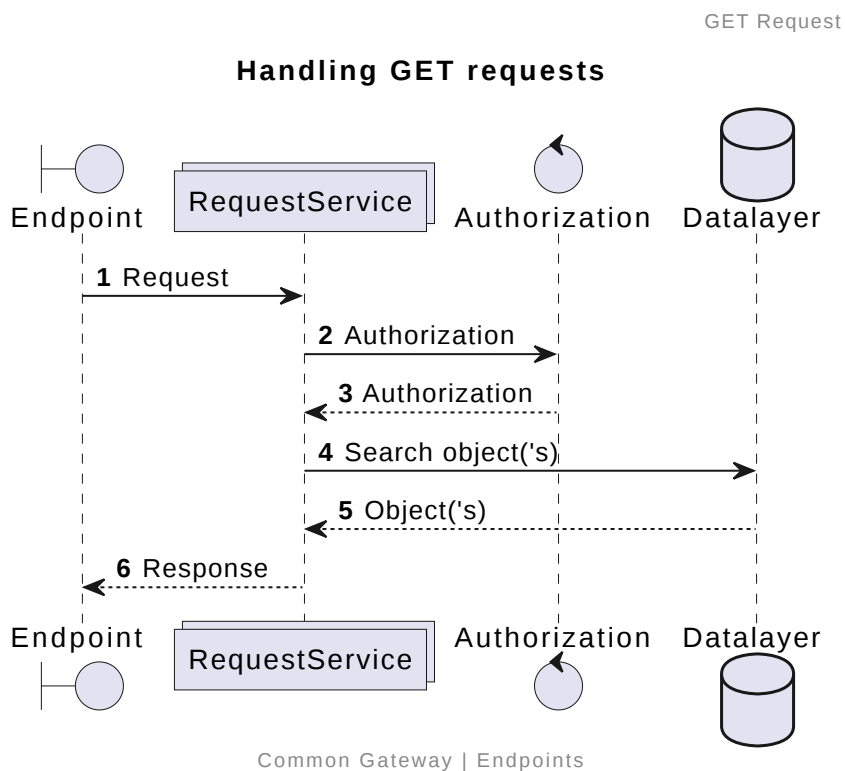 GET Request
Handling GET requests
Endpoint
RequestService
Authorization
Datalayer
1 Request
2 Authorization
3 Authorization
4 Search object('s)
5 Object('s)
6 Response
Endpoint
RequestService
Authorization
Datalayer
Common Gateway | Endpoints